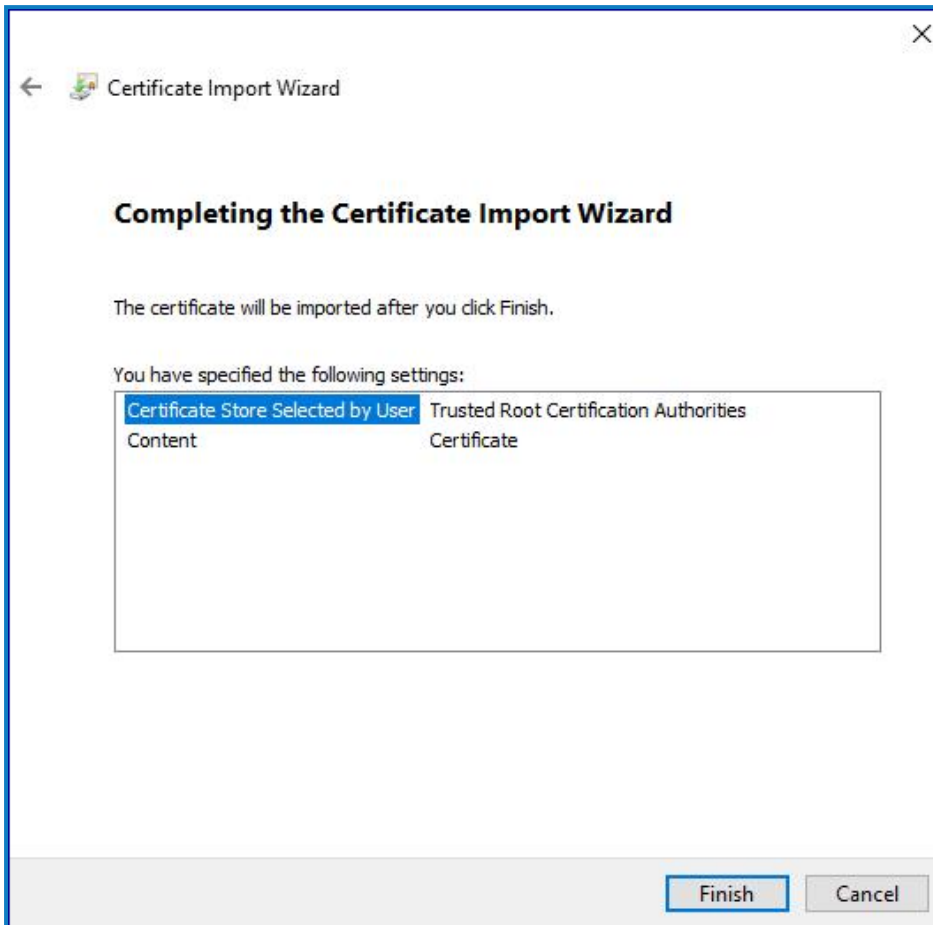 Certificate Import Wizard
Completing the Certificate Import Wizard
The certificate will be imported after you click Finish.
You have specified the following settings:
Certificate Store Selected by User Trusted Root Certification Authorities
Content Certificate
Finish Cancel